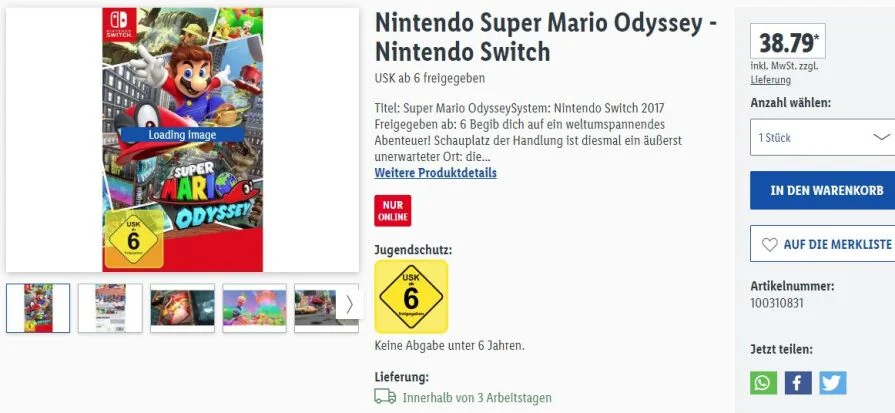 NINTENDO
SWITCH
Loading image
SUPER
MARIO
ODYSSEY
USK
ab
6
freigegeben
Nintendo Super Mario Odyssey -
Nintendo Switch
USK ab 6 freigegeben
Titel: Super Mario OdysseySystem: Nintendo Switch 2017
Freigegeben ab: 6 Begib dich auf ein weltumspannendes
Abenteuer! Schauplatz der Handlung ist diesmal ein äußerst
unerwarteter Ort: die...
Weitere Produktdetails
NUR
ONLINE
Jugendschutz:
USK
ab
6
freigegeben
Keine Abgabe unter 6 Jahren.
Lieferung:
Innerhalb von 3 Arbeitstagen
38.79*
inkl. MwSt. zzgl.
Lieferung
Anzahl wählen:
1 Stück
IN DEN WARENKORB
AUF DIE MERKLISTE
Artikelnummer:
100310831
Jetzt teilen: